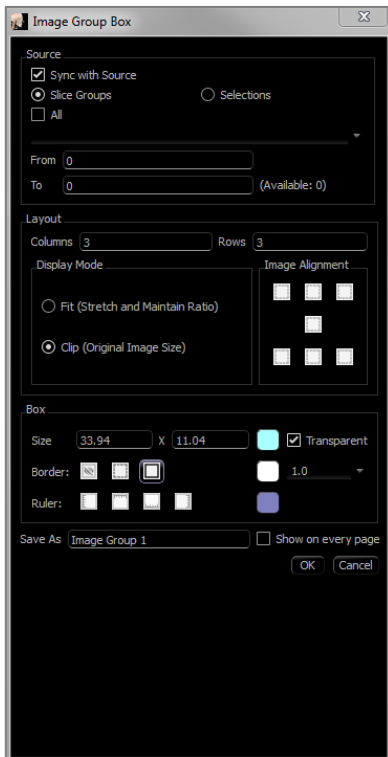 Image Group Box
Source
Sync with Source
Slice Groups Selections
All
From 0
To 0 (Available: 0)
Layout
Columns 3 Rows 3
Display Mode Image Alignment
Fit (Stretch and Maintain Ratio)
Clip (Original Image Size)
Box
Size 33.94 X 11.04 Transparent
Border: 1.0
Ruler:
Save As Image Group 1 Show on every page
OK Cancel